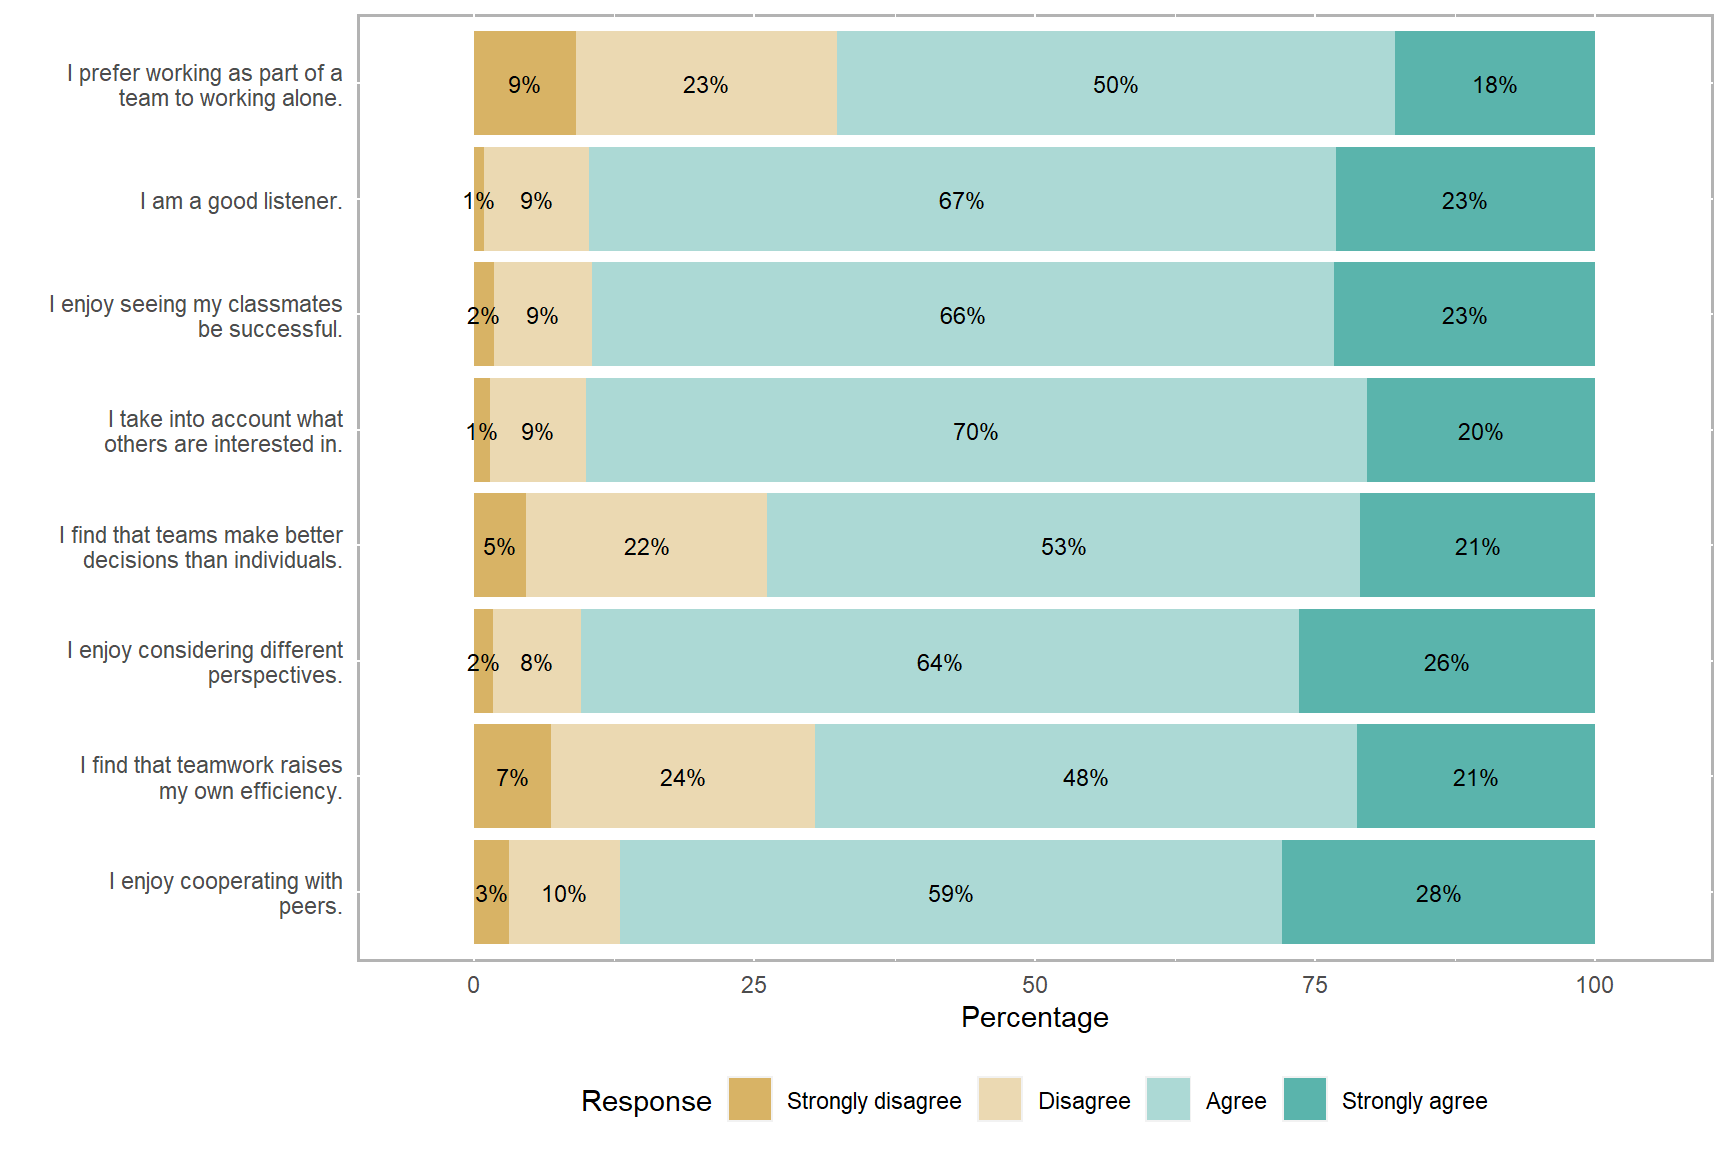 I prefer working as part of a
team to working alone.
9% 23% 50% 18%
I am a good listener.
1% 9% 67% 23%
I enjoy seeing my classmates
be successful.
2% 9% 66% 23%
I take into account what
others are interested in.
1% 9% 70% 20%
I find that teams make better
decisions than individuals.
5% 22% 53% 21%
I enjoy considering different
perspectives.
2% 8% 64% 26%
I find that teamwork raises
my own efficiency.
7% 24% 48% 21%
I enjoy cooperating with
peers.
3% 10% 59% 28%
0 25 50 75 100
Percentage
Response Strongly disagree Disagree Agree Strongly agree